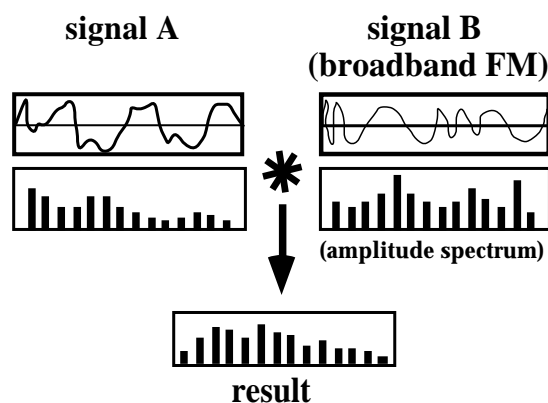 signal A
signal B
(broadband FM)
*
(amplitude spectrum)
result